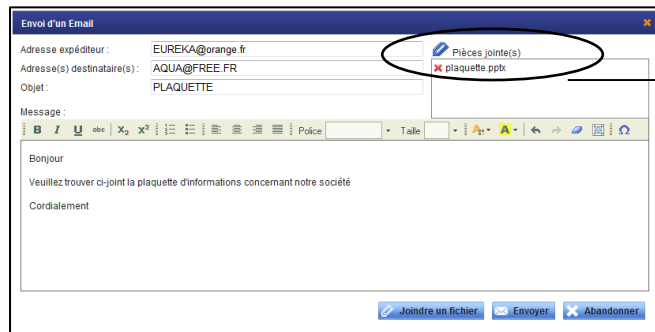 Envoi d'un Email
Adresse expéditeur : EUREKA@orange.fr
Pièces jointe(s)
Adresse(s) destinataire(s) : AQUA@FREE.FR
plaquette.pptx
Objet : PLAQUETTE
Message :
B I U abc X₂ X² Police Taille A A Ω
Bonjour
Veuillez trouver ci-joint la plaquette d'informations concernant notre société
Cordialement
Joindre un fichier Envoyer Abandonner